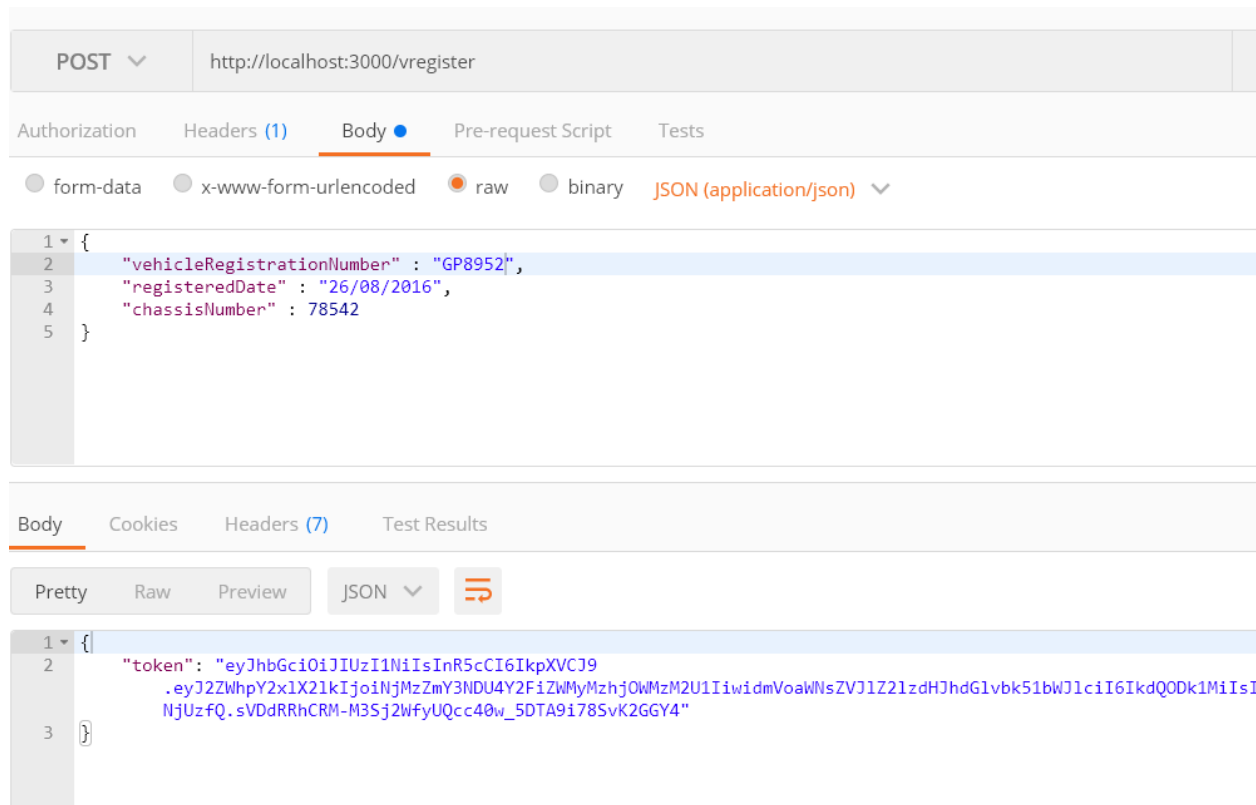 POST http://localhost:3000/vregister
Authorization Headers (1) Body Pre-request Script Tests
form-data x-www-form-urlencoded raw binary JSON (application/json)
1 {
2 "vehicleRegistrationNumber" : "GP8952",
3 "registeredDate" : "26/08/2016",
4 "chassisNumber" : 78542
5 }
Body Cookies Headers (7) Test Results
Pretty Raw Preview JSON
1 {
2 "token": "eyJhbGciOiJIUzI1NiIsInR5cCI6IkpXVCJ9
.eyJ2ZWhpY2xlX2lkIjoiNjMzZmY3NDU4Y2FiZWMyMzhjOWMzM2U1IiwidmVoaWNsZVJlZ2lzdHJhdGlvbk51bWJlciI6IkdQODk1MiIsI
NjUzfQ.sVDdRRhCRM-M3Sj2WfyUQcc40w_5DTA9i78SvK2GGY4"
3 }